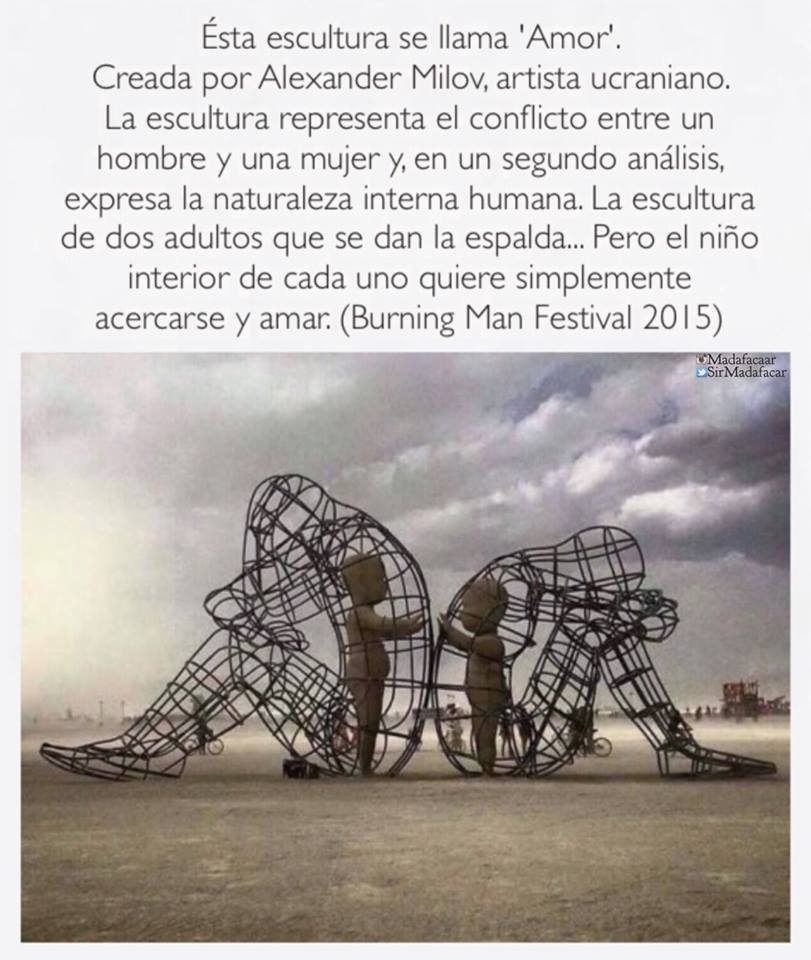 Ésta escultura se llama 'Amor'.
Creada por Alexander Milov, artista ucraniano.
La escultura representa el conflicto entre un
hombre y una mujer y, en un segundo análisis,
expresa la naturaleza interna humana. La escultura
de dos adultos que se dan la espalda... Pero el niño
interior de cada uno quiere simplemente
acercarse y amar. (Burning Man Festival 2015)
Madafacaar
SirMadafacar